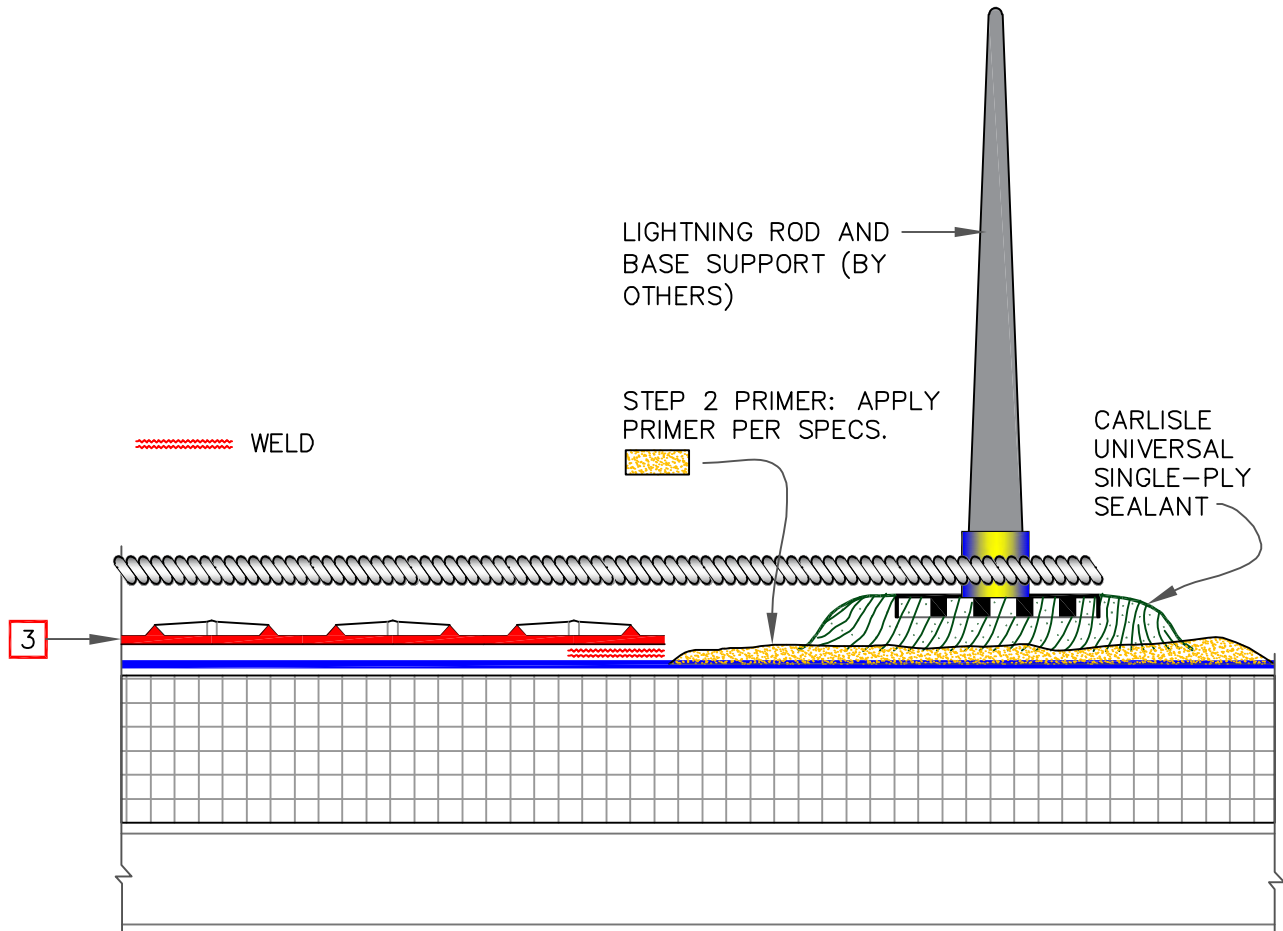 LIGHTNING ROD AND
BASE SUPPORT (BY
OTHERS)
STEP 2 PRIMER: APPLY
PRIMER PER SPECS.
CARLISLE
UNIVERSAL
SINGLE-PLY
SEALANT
WELD
3